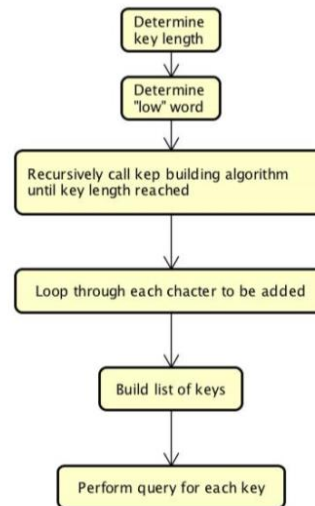 Determine
key length
Determine
"low" word
Recursively call kep building algorithm
until key length reached
Loop through each chacter to be added
Build list of keys
Perform query for each key